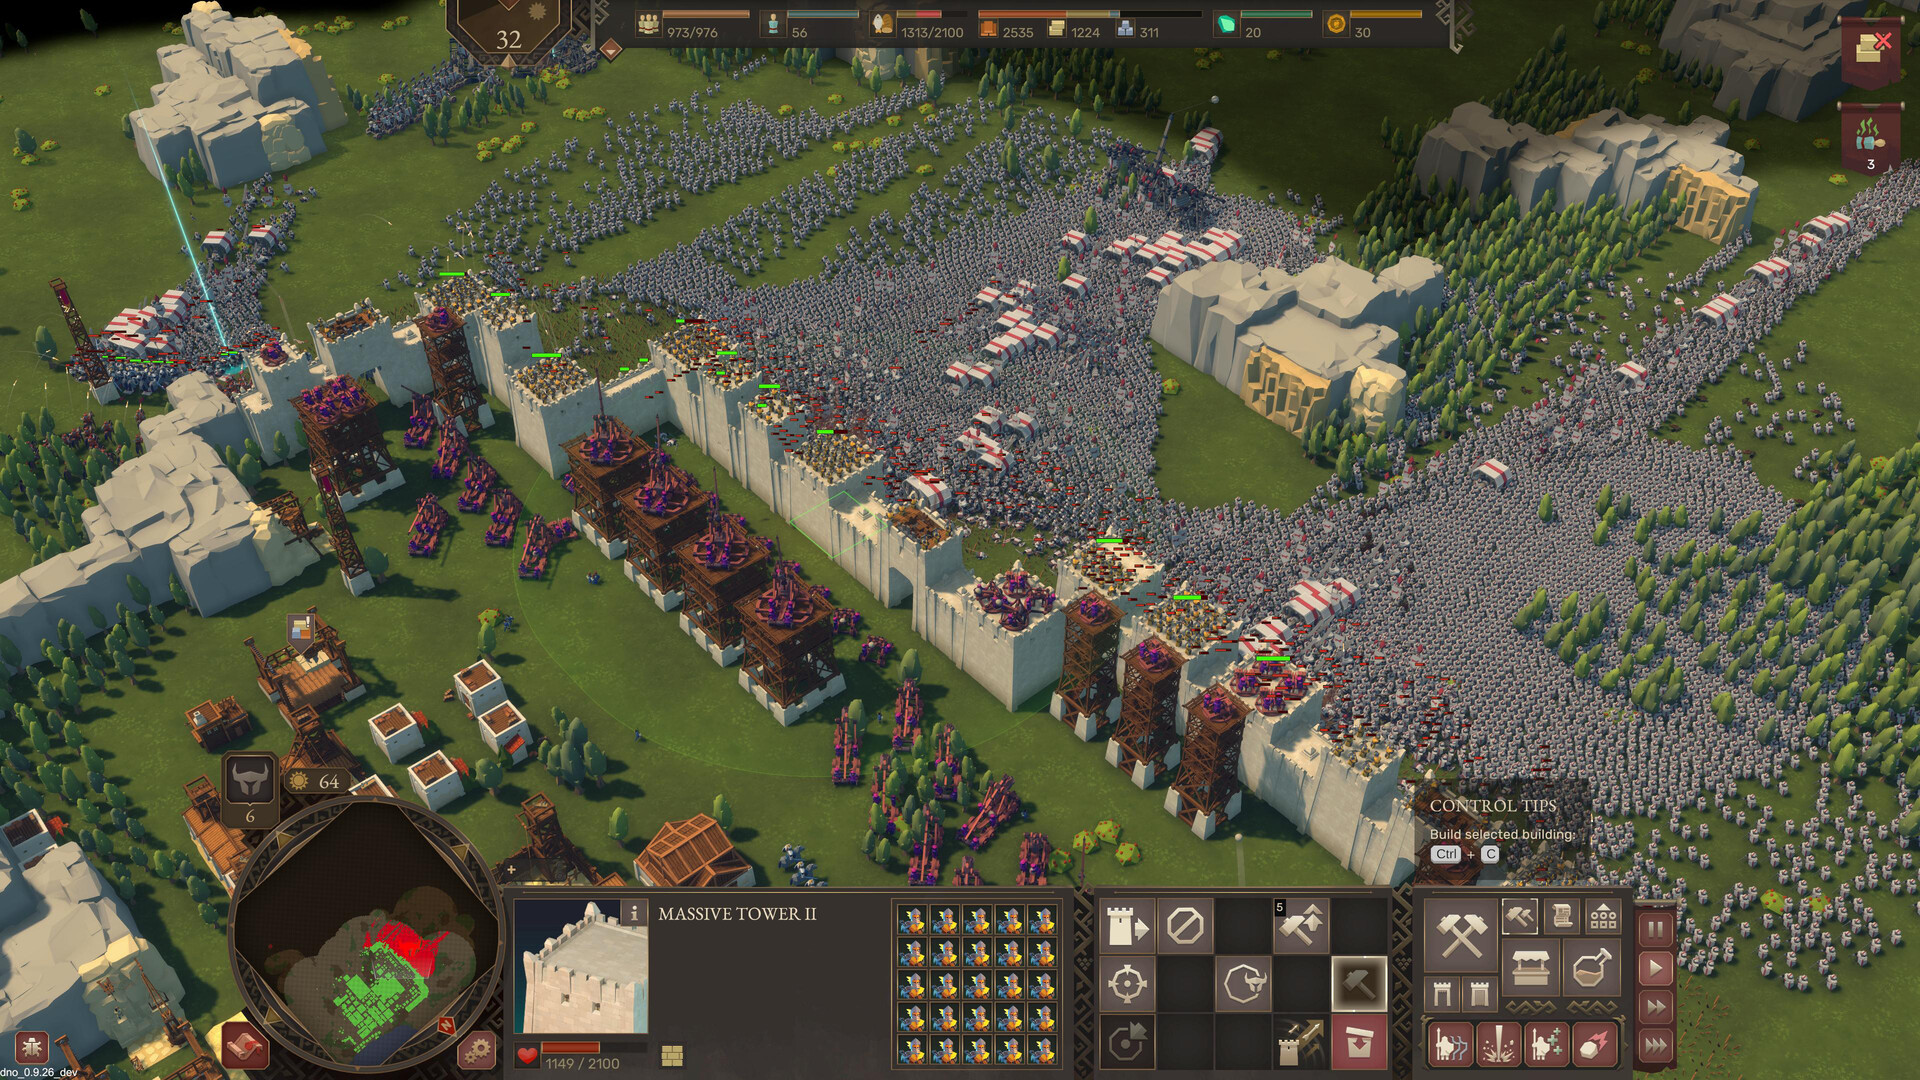 32
973/976
56
1313/2100
2535
1224
311
20
30
3
64
6
CONTROL TIPS
Build selected building:
Ctrl + C
MASSIVE TOWER II
i
5
1149 / 2100
N
dno_0.9.26_dev